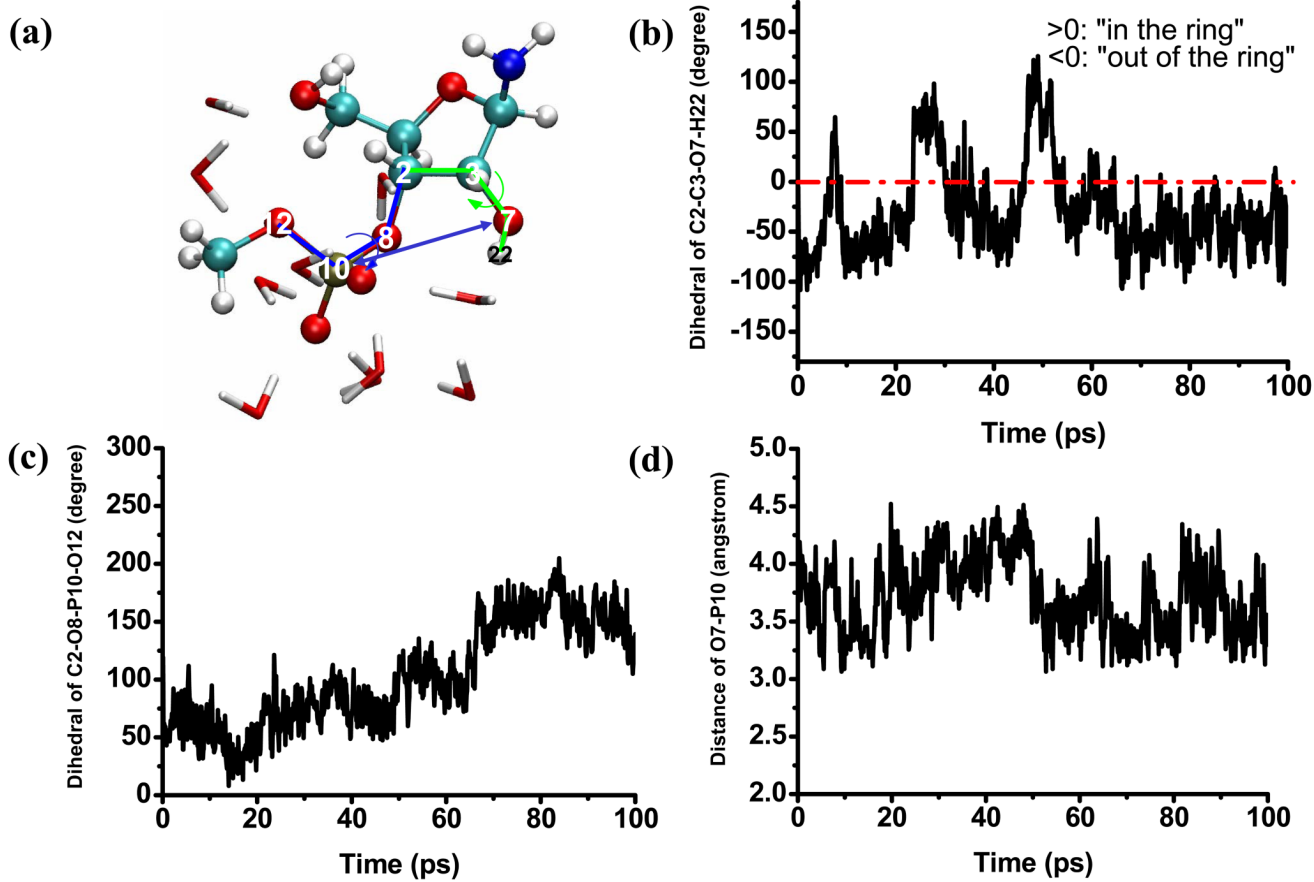 (a)
2
3
12
8
7
10
22
(b)
>0: "in the ring"
<0: "out of the ring"
Dihedral of C2-C3-O7-H22 (degree)
100
50
0
-50
-100
-150
0 20 40 60 80 100
Time (ps)
(c)
Dihedral of C2-O8-P10-O12 (degree)
300
250
200
150
100
50
0
0 20 40 60 80 100
Time (ps)
(d)
Distance of O7-P10 (angstrom)
5.0
4.5
4.0
3.5
3.0
2.5
2.0
0 20 40 60 80 100
Time (ps)